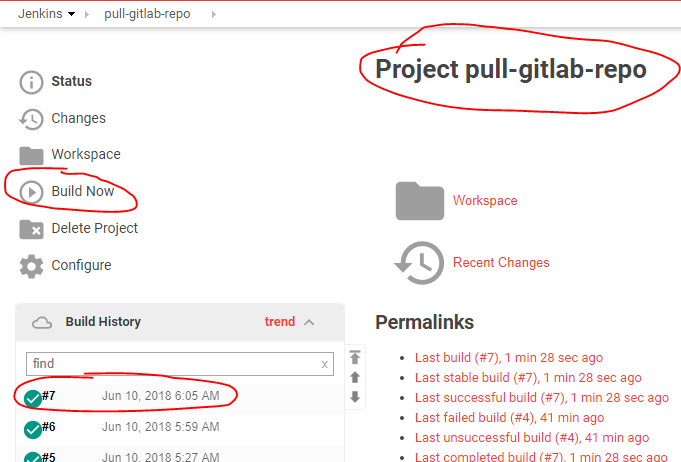 Jenkins pull-gitlab-repo
Project pull-gitlab-repo
Status
Changes
Workspace
Build Now
Delete Project
Configure
Workspace
Recent Changes
Build History trend
find x
#7 Jun 10, 2018 6:05 AM
#6 Jun 10, 2018 5:59 AM
#5 Jun 10, 2018 5:27 AM
Permalinks
Last build (#7), 1 min 28 sec ago
Last stable build (#7), 1 min 28 sec ago
Last successful build (#7), 1 min 28 sec ago
Last failed build (#4), 41 min ago
Last unsuccessful build (#4), 41 min ago
Last completed build (#7), 1 min 28 sec ago